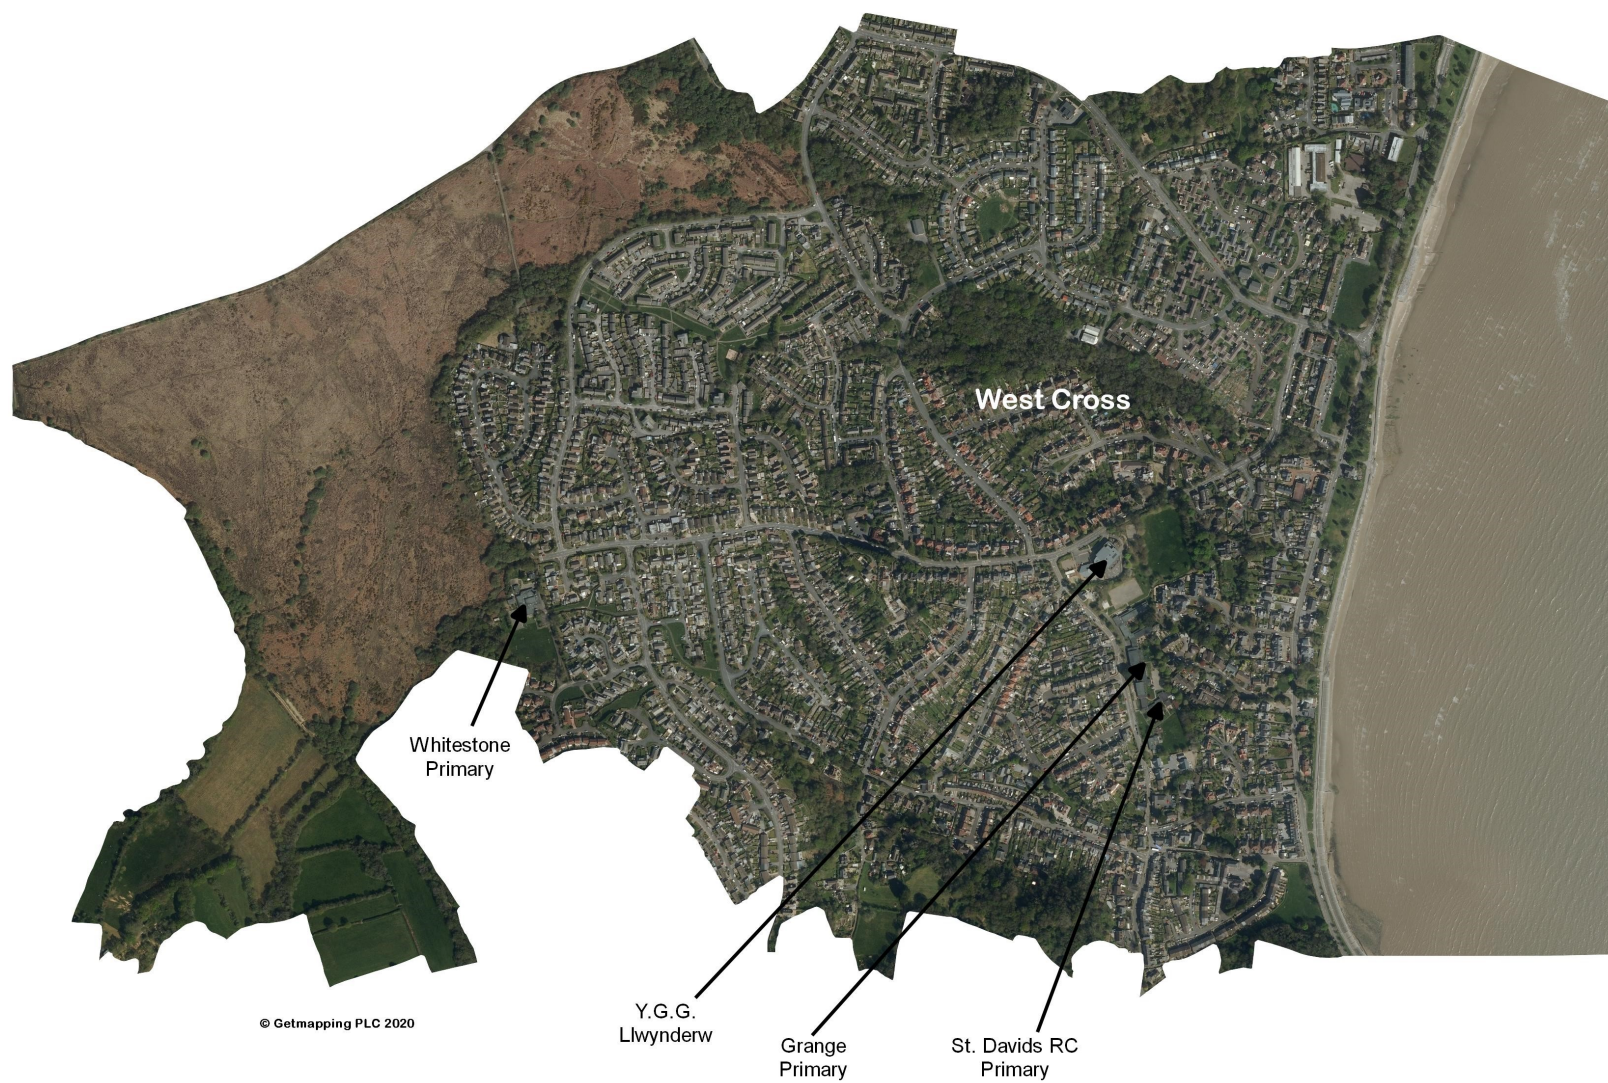 West Cross
Whitestone
Primary
© Getmapping PLC 2020
Y.G.G.
Llwynderw
Grange
Primary
St. Davids RC
Primary